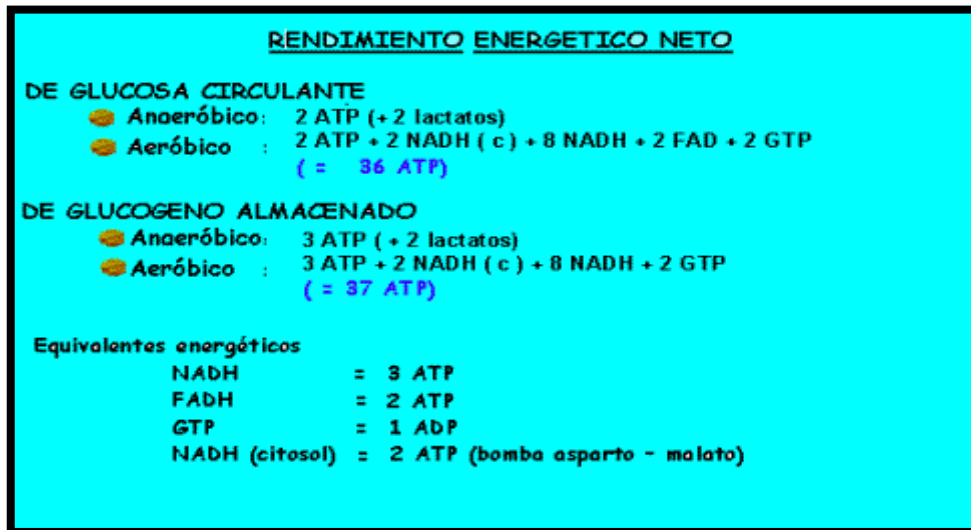 RENDIMIENTO ENERGETICO NETO
DE GLUCOSA CIRCULANTE
Anaeróbico: 2 ATP (+ 2 lactatos)
Aeróbico : 2 ATP + 2 NADH ( c ) + 8 NADH + 2 FAD + 2 GTP
( = 36 ATP)
DE GLUCOGENO ALMACENADO
Anaeróbico: 3 ATP ( + 2 lactatos)
Aeróbico : 3 ATP + 2 NADH ( c ) + 8 NADH + 2 GTP
( = 37 ATP)
Equivalentes energéticos
NADH = 3 ATP
FADH = 2 ATP
GTP = 1 ADP
NADH (citosol) = 2 ATP (bomba asparto - malato)